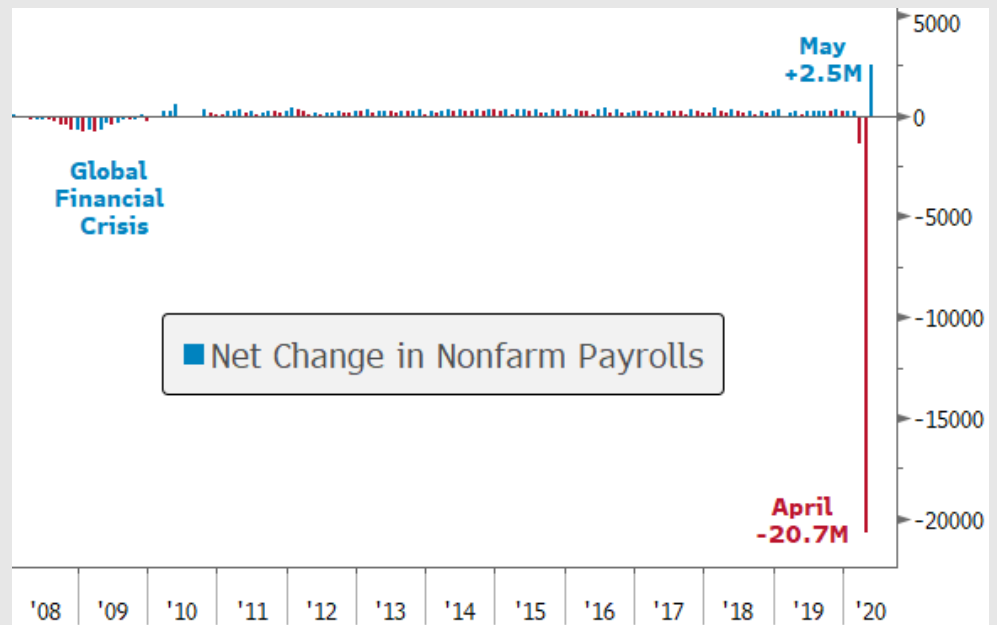 5000
May
+2.5M
0
Global
Financial
Crisis
-5000
-10000
Net Change in Nonfarm Payrolls
-15000
April
-20.7M
-20000
'08 '09 '10 '11 '12 '13 '14 '15 '16 '17 '18 '19 '20